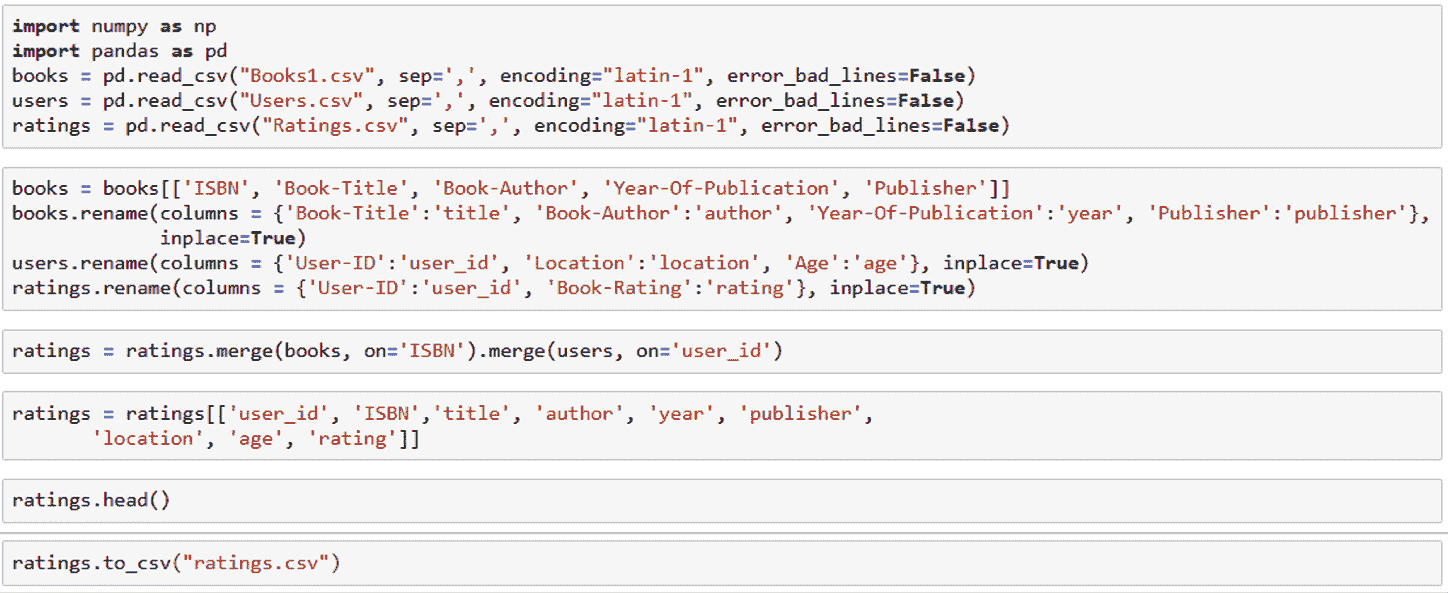 import numpy as np
import pandas as pd
books = pd.read_csv("Books1.csv", sep=',', encoding="latin-1", error_bad_lines=False)
users = pd.read_csv("Users.csv", sep=',', encoding="latin-1", error_bad_lines=False)
ratings = pd.read_csv("Ratings.csv", sep=',', encoding="latin-1", error_bad_lines=False)
books = books[['ISBN', 'Book-Title', 'Book-Author', 'Year-Of-Publication', 'Publisher']]
books.rename(columns = {'Book-Title':'title', 'Book-Author':'author', 'Year-Of-Publication':'year', 'Publisher':'publisher'},
             inplace=True)
users.rename(columns = {'User-ID':'user_id', 'Location':'location', 'Age':'age'}, inplace=True)
ratings.rename(columns = {'User-ID':'user_id', 'Book-Rating':'rating'}, inplace=True)
ratings = ratings.merge(books, on='ISBN').merge(users, on='user_id')
ratings = ratings[['user_id', 'ISBN','title', 'author', 'year', 'publisher',
       'location', 'age', 'rating']]
ratings.head()
ratings.to_csv("ratings.csv")